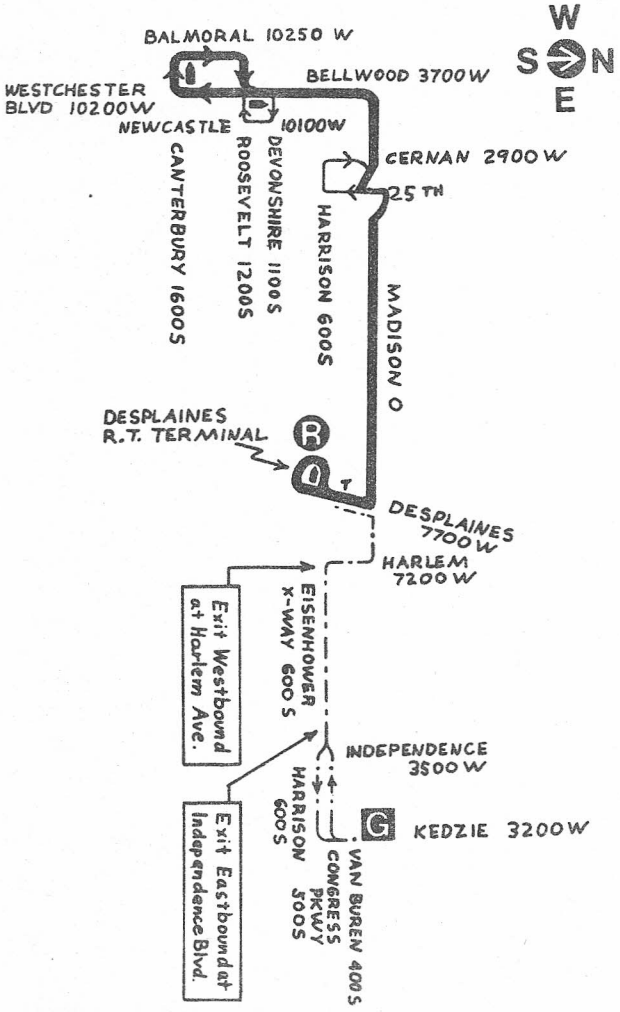 W
S N
E
BALMORAL 10250 W
BELLWOOD 3700W
WESTCHESTER
BLVD 10200W
NEWCASTLE
10100W
CERNAN 2900 W
25TH
CANTERBURY 1600S
ROOSEVELT 1200S
DEVONSHIRE 1100S
HARRISON 600S
MADISON 0
DESPLAINES
R.T. TERMINAL
R
T
DESPLAINES
7700W
HARLEM
7200W
EISENHOWER
X-WAY 600 S
Exit Westbound
at Harlem Ave.
INDEPENDENCE
3500W
G
KEDZIE 3200W
HARRISON
600S
VAN BUREN 400S
CONGRESS
PKWY
500S
Exit Eastbound at
Independence Blvd.